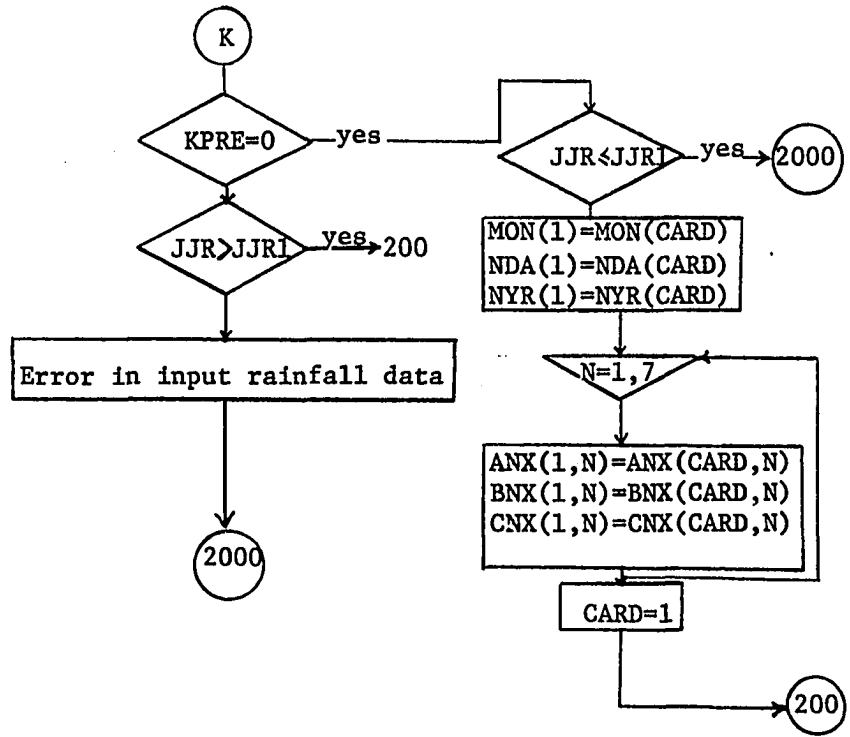 K
KPRE=0
yes
JJR≤JJR1
yes
2000
JJR>JJR1
yes
200
MON(1)=MON(CARD)
NDA(1)=NDA(CARD)
NYR(1)=NYR(CARD)
Error in input rainfall data
N=1,7
ANX(1,N)=ANX(CARD,N)
BNX(1,N)=BNX(CARD,N)
CNX(1,N)=CNX(CARD,N)
2000
CARD=1
200